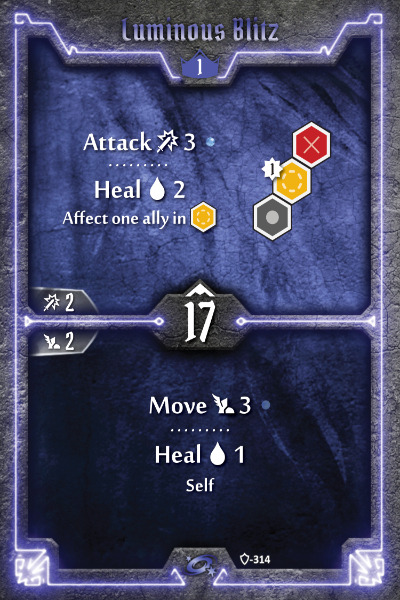 Luminous Blitz
1
Attack 3
Heal 2
1
Affect one ally in
2
17
2
Move 3
Heal 1
Self
-314